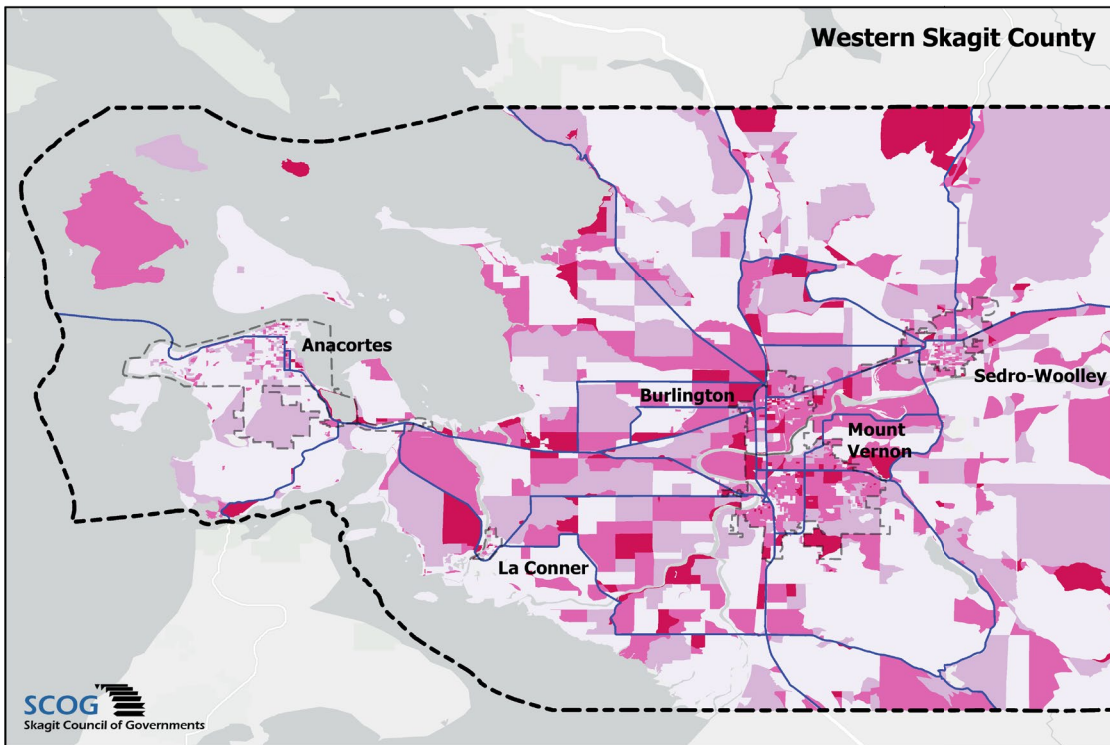 Western Skagit County
Anacortes
Burlington
Sedro-Woolley
Mount
Vernon
La Conner
SCOG
Skagit Council of Governments